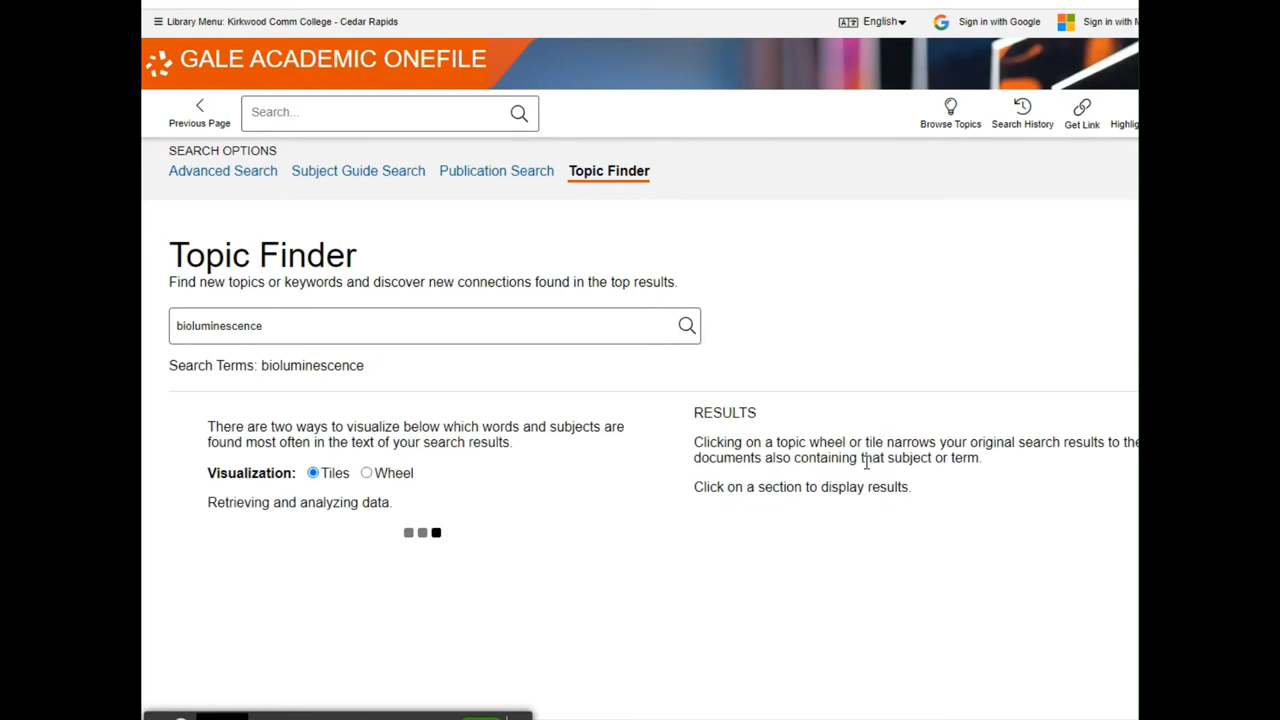 Library Menu: Kirkwood Comm College - Cedar Rapids
English
Sign in with Google
Sign in with
GALE ACADEMIC ONEFILE
Previous Page
Search...
Browse Topics
Search History
Get Link
Highlig
SEARCH OPTIONS
Advanced Search Subject Guide Search Publication Search Topic Finder
Topic Finder
Find new topics or keywords and discover new connections found in the top results.
bioluminescence
Search Terms: bioluminescence
There are two ways to visualize below which words and subjects are
found most often in the text of your search results.
Visualization: Tiles Wheel
Retrieving and analyzing data.
RESULTS
Clicking on a topic wheel or tile narrows your original search results to the
documents also containing that subject or term.
Click on a section to display results.